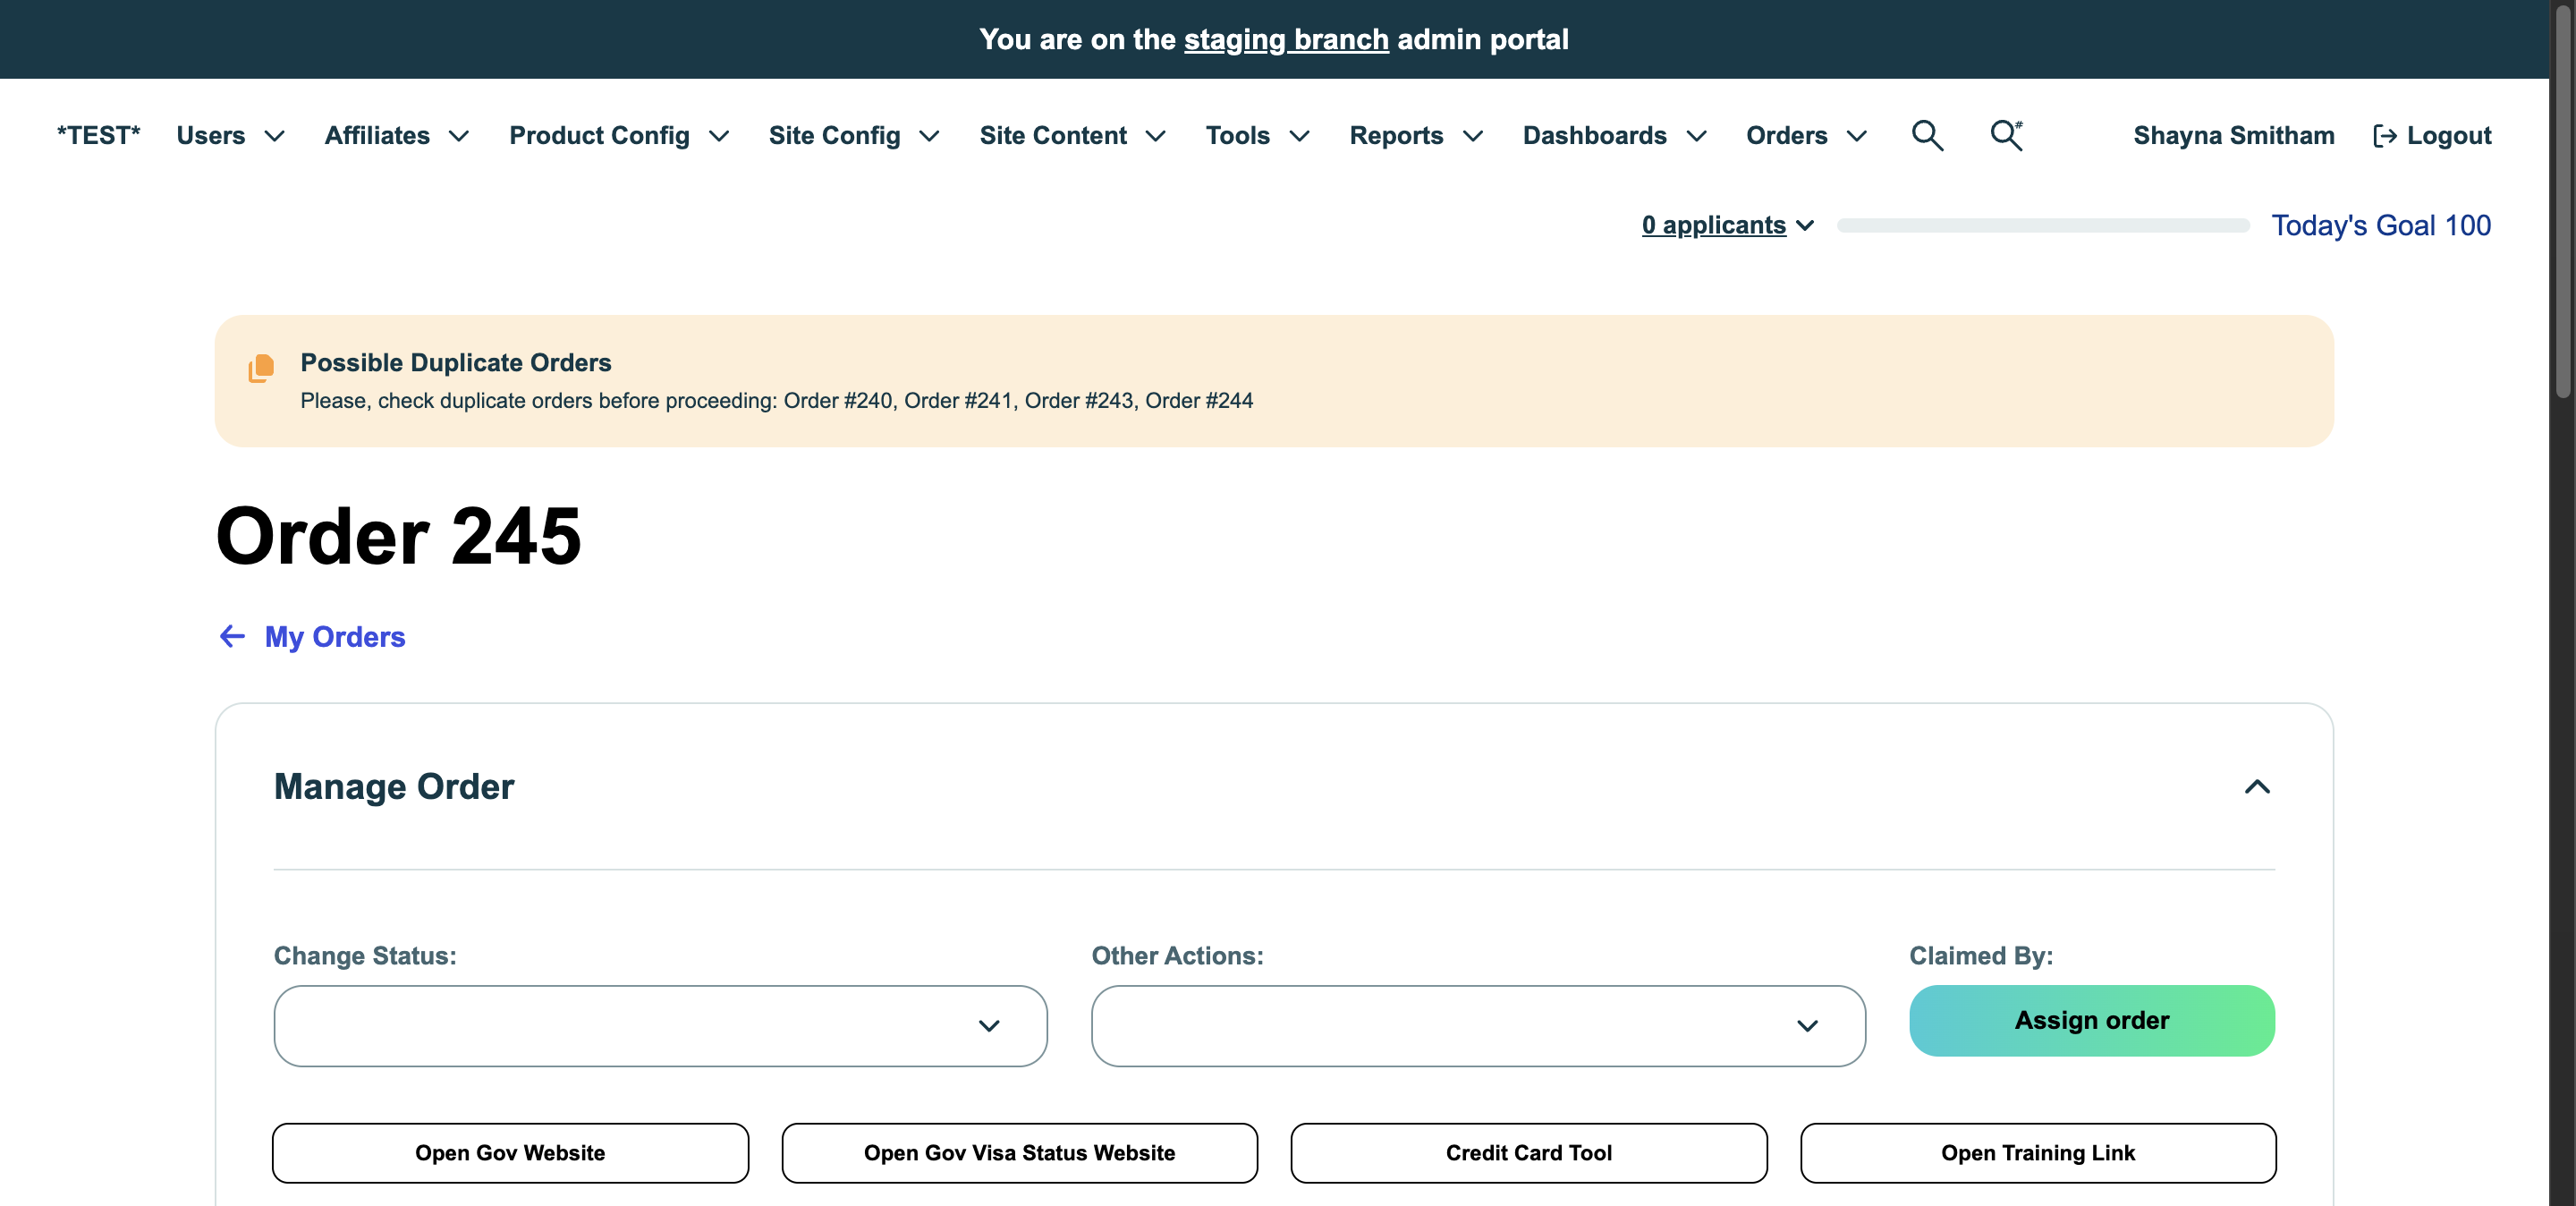 You are on the staging branch admin portal
*TEST* Users Affiliates Product Config Site Config Site Content Tools Reports Dashboards Orders # Shayna Smitham Logout
0 applicants Today's Goal 100
Possible Duplicate Orders
Please, check duplicate orders before proceeding: Order #240, Order #241, Order #243, Order #244
Order 245
My Orders
Manage Order
Change Status: Other Actions: Claimed By:
Assign order
Open Gov Website Open Gov Visa Status Website Credit Card Tool Open Training Link